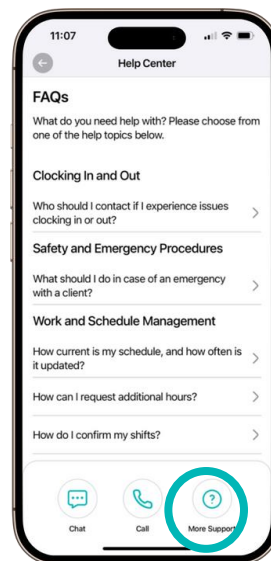 11:07
Help Center
FAQs
What do you need help with? Please choose from
one of the help topics below.
Clocking In and Out
Who should I contact if I experience issues
clocking in or out?
Safety and Emergency Procedures
What should I do in case of an emergency
with a client?
Work and Schedule Management
How current is my schedule, and how often is
it updated?
How can I request additional hours?
How do I confirm my shifts?
Chat
Call
More Support